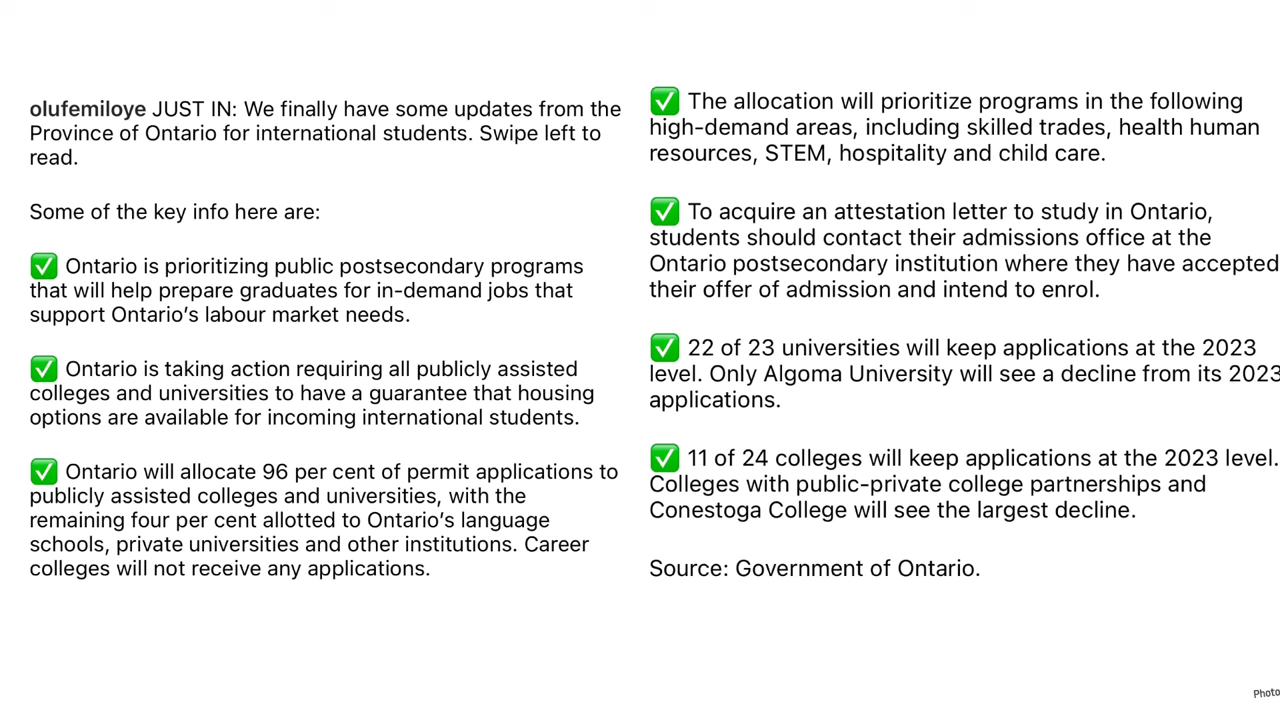 olufemiloye JUST IN: We finally have some updates from the
Province of Ontario for international students. Swipe left to
read.
Some of the key info here are:
✅ Ontario is prioritizing public postsecondary programs
that will help prepare graduates for in-demand jobs that
support Ontario’s labour market needs.
✅ Ontario is taking action requiring all publicly assisted
colleges and universities to have a guarantee that housing
options are available for incoming international students.
✅ Ontario will allocate 96 per cent of permit applications to
publicly assisted colleges and universities, with the
remaining four per cent allotted to Ontario’s language
schools, private universities and other institutions. Career
colleges will not receive any applications.
✅ The allocation will prioritize programs in the following
high-demand areas, including skilled trades, health human
resources, STEM, hospitality and child care.
✅ To acquire an attestation letter to study in Ontario,
students should contact their admissions office at the
Ontario postsecondary institution where they have accepted
their offer of admission and intend to enrol.
✅ 22 of 23 universities will keep applications at the 2023
level. Only Algoma University will see a decline from its 2023
applications.
✅ 11 of 24 colleges will keep applications at the 2023 level.
Colleges with public-private college partnerships and
Conestoga College will see the largest decline.
Source: Government of Ontario.
Photo